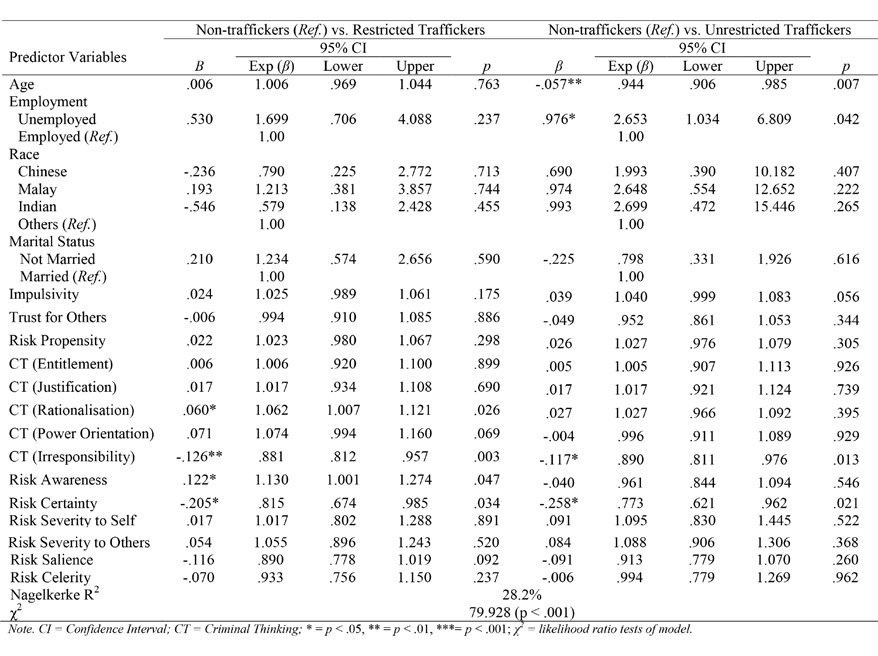 Non-traffickers (Ref.) vs. Restricted Traffickers Non-traffickers (Ref.) vs. Unrestricted Traffickers
95% CI 95% CI
Predictor Variables B Exp (β) Lower Upper p β Exp (β) Lower Upper p
Age .006 1.006 .969 1.044 .763 -.057** .944 .906 .985 .007
Employment
Unemployed .530 1.699 .706 4.088 .237 .976* 2.653 1.034 6.809 .042
Employed (Ref.) 1.00 1.00
Race
Chinese -.236 .790 .225 2.772 .713 .690 1.993 .390 10.182 .407
Malay .193 1.213 .381 3.857 .744 .974 2.648 .554 12.652 .222
Indian -.546 .579 .138 2.428 .455 .993 2.699 .472 15.446 .265
Others (Ref.) 1.00 1.00
Marital Status
Not Married .210 1.234 .574 2.656 .590 -.225 .798 .331 1.926 .616
Married (Ref.) 1.00 1.00
Impulsivity .024 1.025 .989 1.061 .175 .039 1.040 .999 1.083 .056
Trust for Others -.006 .994 .910 1.085 .886 -.049 .952 .861 1.053 .344
Risk Propensity .022 1.023 .980 1.067 .298 .026 1.027 .976 1.079 .305
CT (Entitlement) .006 1.006 .920 1.100 .899 .005 1.005 .907 1.113 .926
CT (Justification) .017 1.017 .934 1.108 .690 .017 1.017 .921 1.124 .739
CT (Rationalisation) .060* 1.062 1.007 1.121 .026 .027 1.027 .966 1.092 .395
CT (Power Orientation) .071 1.074 .994 1.160 .069 -.004 .996 .911 1.089 .929
CT (Irresponsibility) -.126** .881 .812 .957 .003 -.117* .890 .811 .976 .013
Risk Awareness .122* 1.130 1.001 1.274 .047 -.040 .961 .844 1.094 .546
Risk Certainty -.205* .815 .674 .985 .034 -.258* .773 .621 .962 .021
Risk Severity to Self .017 1.017 .802 1.288 .891 .091 1.095 .830 1.445 .522
Risk Severity to Others .054 1.055 .896 1.243 .520 .084 1.088 .906 1.306 .368
Risk Salience -.116 .890 .778 1.019 .092 -.091 .913 .779 1.070 .260
Risk Celerity -.070 .933 .756 1.150 .237 -.006 .994 .779 1.269 .962
Nagelkerke R² 28.2%
χ² 79.928 (p < .001)
Note. CI = Confidence Interval; CT = Criminal Thinking; * = p < .05, ** = p < .01, ***= p < .001; χ² = likelihood ratio tests of model.